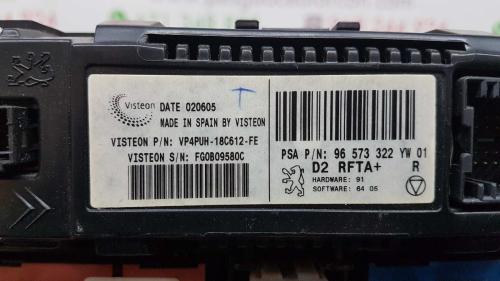 Visteon
DATE 020605
MADE IN SPAIN BY VISTEON
VISTEON P/N: VP4PUH-18C612-FE
VISTEON S/N: FG0B09580C
T
PSA P/N: 96 573 322 YW 01
D2 RFTA+ R
HARDWARE: 91
SOFTWARE: 64 05